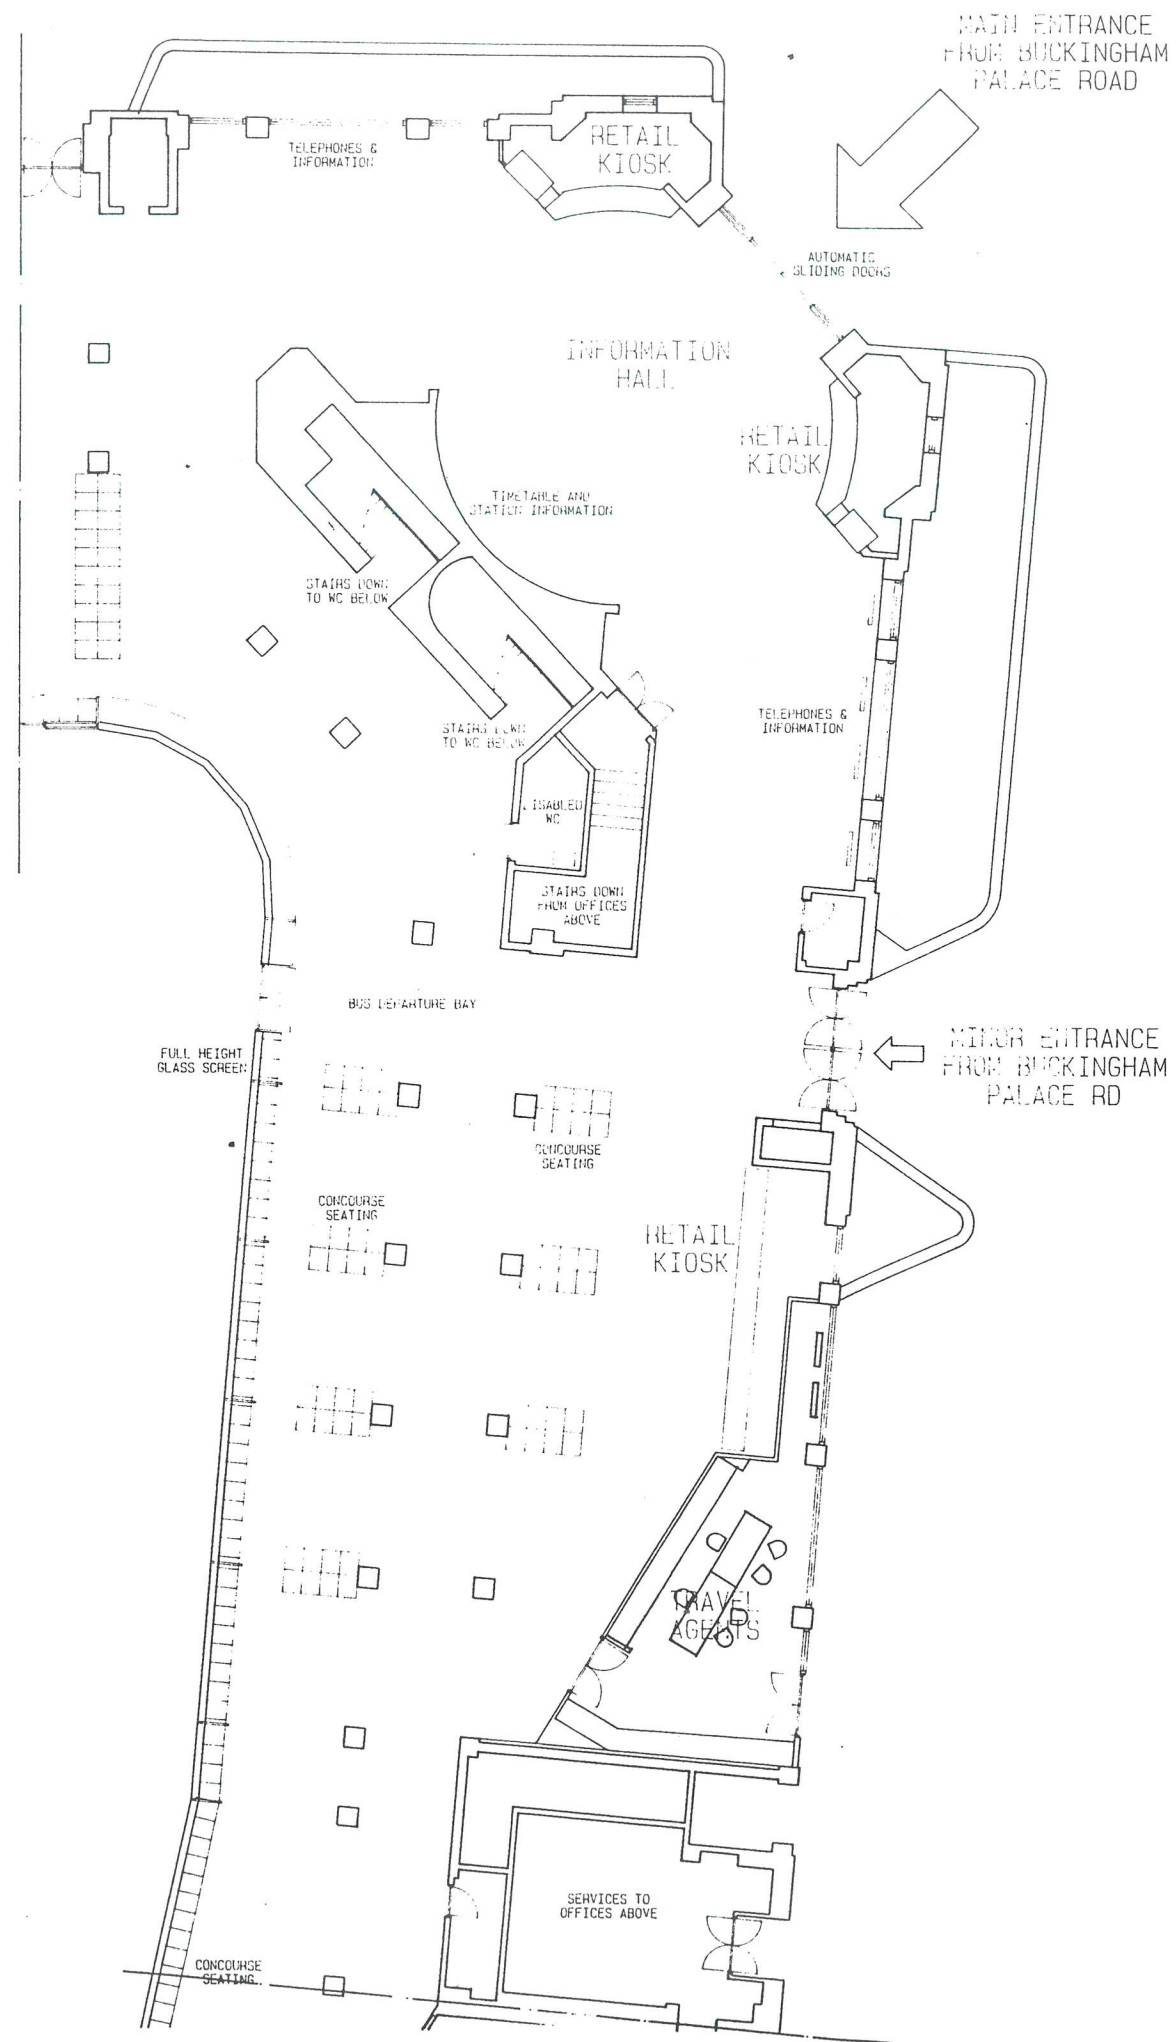 MAIN ENTRANCE
FROM BUCKINGHAM
PALACE ROAD
RETAIL
KIOSK
TELEPHONES &
INFORMATION
AUTOMATIC
SLIDING DOORS
INFORMATION
HALL
RETAIL
KIOSK
TIMETABLE AND
STATION INFORMATION
STAIRS DOWN
TO WC BELOW
STAIRS DOWN
TO WC BELOW
TELEPHONES &
INFORMATION
DISABLED
WC
STAIRS DOWN
FROM OFFICES
ABOVE
BUS DEPARTURE BAY
FULL HEIGHT
GLASS SCREEN
MINOR ENTRANCE
FROM BUCKINGHAM
PALACE RD
CONCOURSE
SEATING
CONCOURSE
SEATING
RETAIL
KIOSK
TRAVEL
AGENTS
SERVICES TO
OFFICES ABOVE
CONCOURSE
SEATING